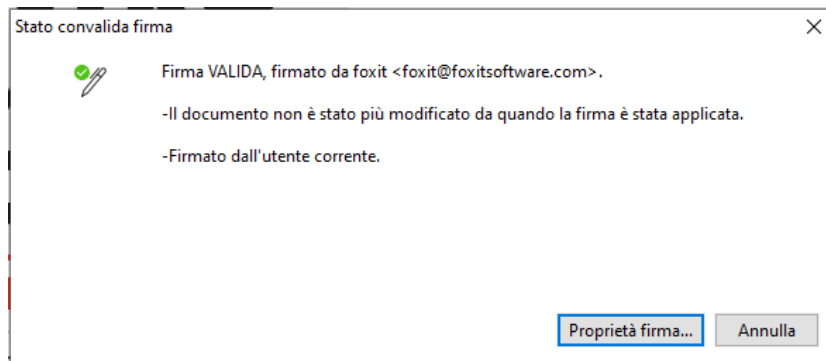 Stato convalida firma
Firma VALIDA, firmato da foxit <foxit@foxitsoftware.com>.
-Il documento non è stato più modificato da quando la firma è stata applicata.
-Firmato dall'utente corrente.
Proprietà firma... Annulla